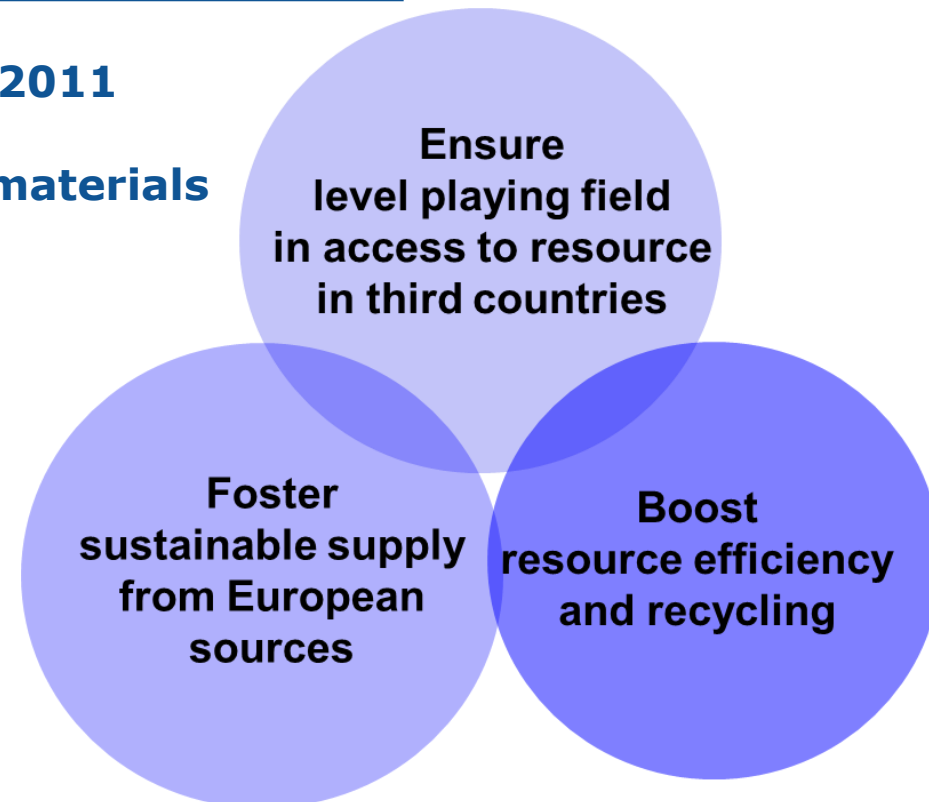 2011
materials
Ensure
level playing field
in access to resource
in third countries
Foster
sustainable supply
from European
sources
Boost
resource efficiency
and recycling